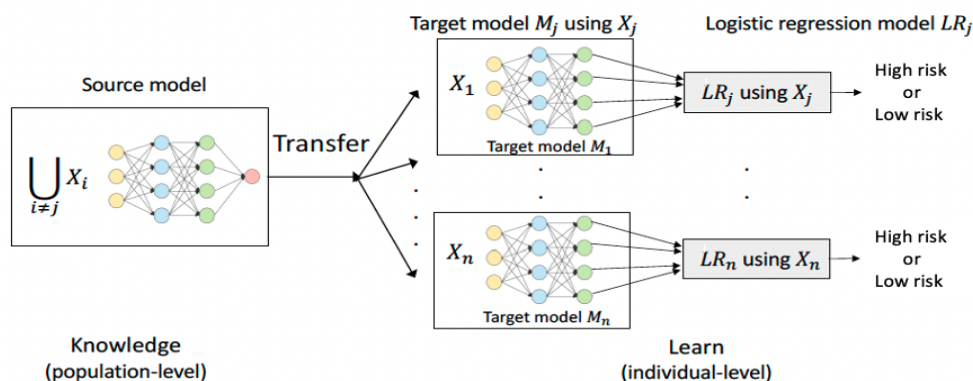 Target model Mⱼ using Xⱼ
Logistic regression model LRⱼ
Source model
⋃ Xᵢ
i≠j
Transfer
X₁
Target model M₁
LRⱼ using Xⱼ
High risk
or
Low risk
Xₙ
Target model Mₙ
LRₙ using Xₙ
High risk
or
Low risk
Knowledge
(population-level)
Learn
(individual-level)